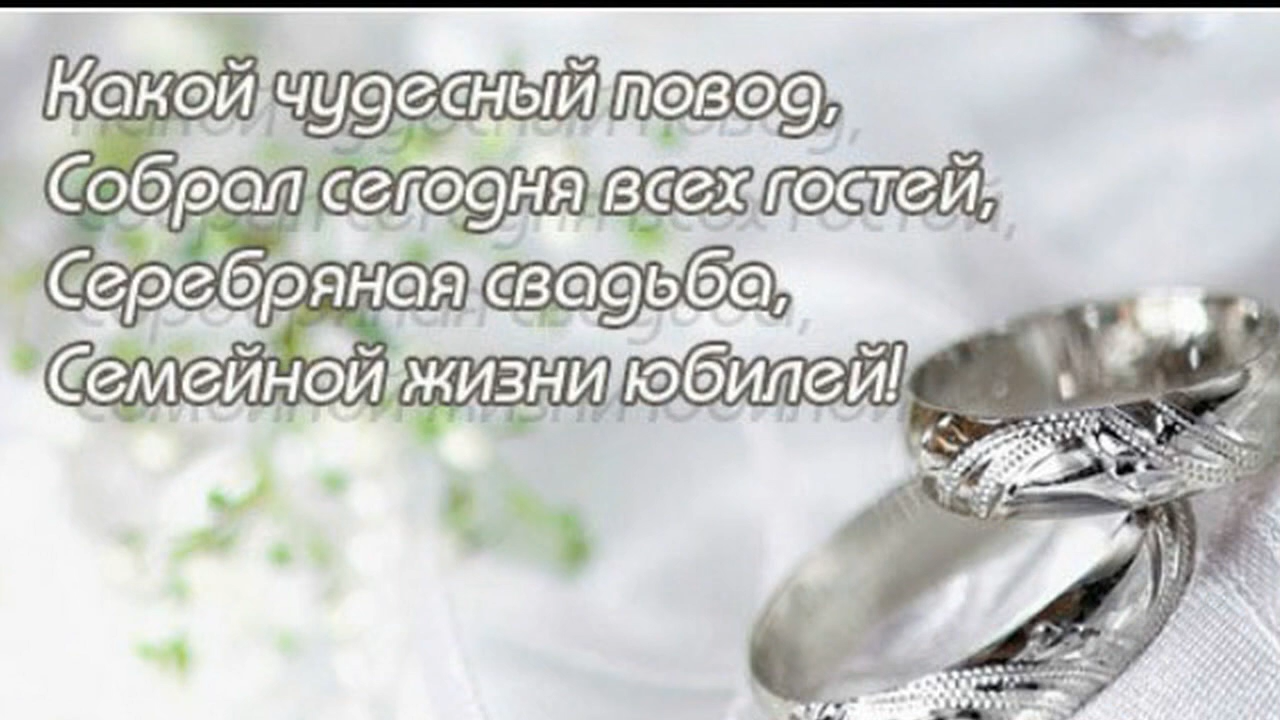 Какой чудесный повод,
Собрал сегодня всех гостей,
Серебряная свадьба,
Семейной жизни юбилей!